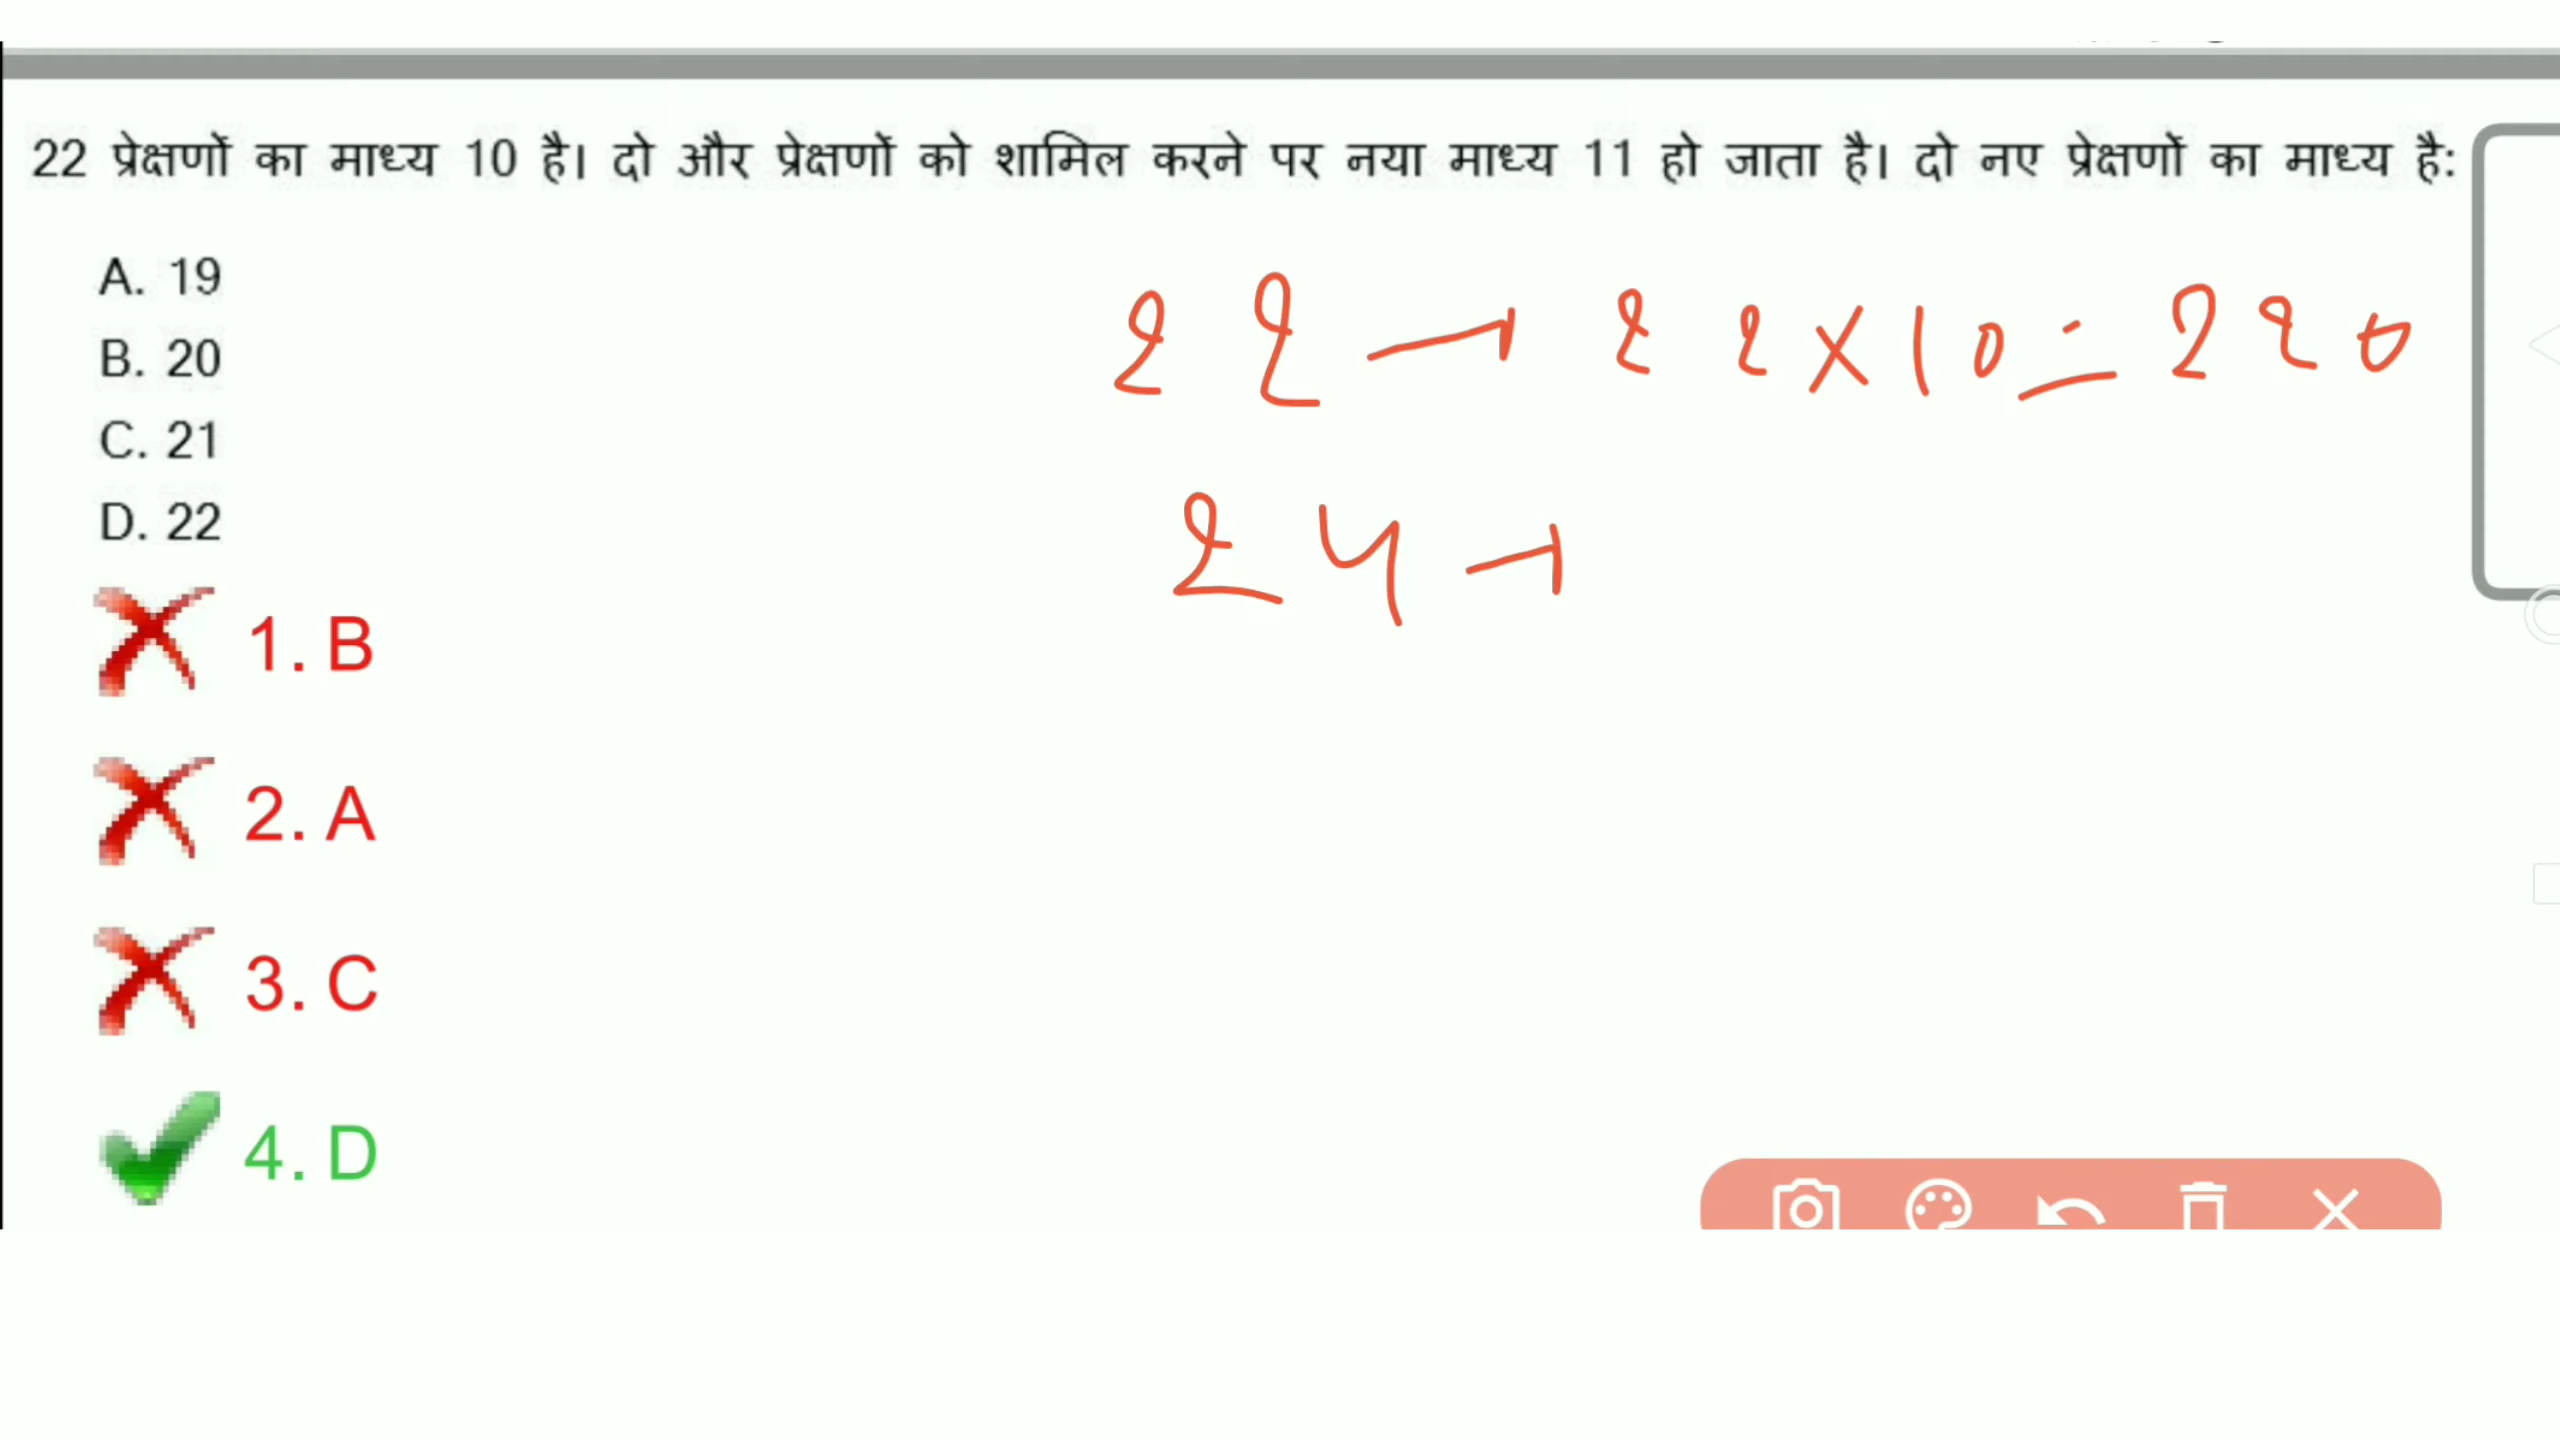 22 प्रेक्षणों का माध्य 10 है। दो और प्रेक्षणों को शामिल करने पर नया माध्य 11 हो जाता है। दो नए प्रेक्षणों का माध्य है:
A. 19
22 → 22×10=220
B. 20
C. 21
D. 22
24 →
1. B
2. A
3. C
4. D